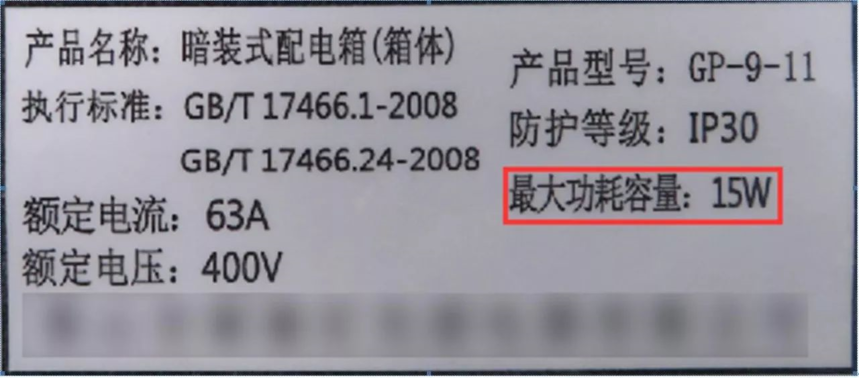 产品名称：暗装式配电箱(箱体)
执行标准：GB/T 17466.1-2008
GB/T 17466.24-2008
额定电流：63A
额定电压：400V
产品型号：GP-9-11
防护等级：IP30
最大功耗容量：15W